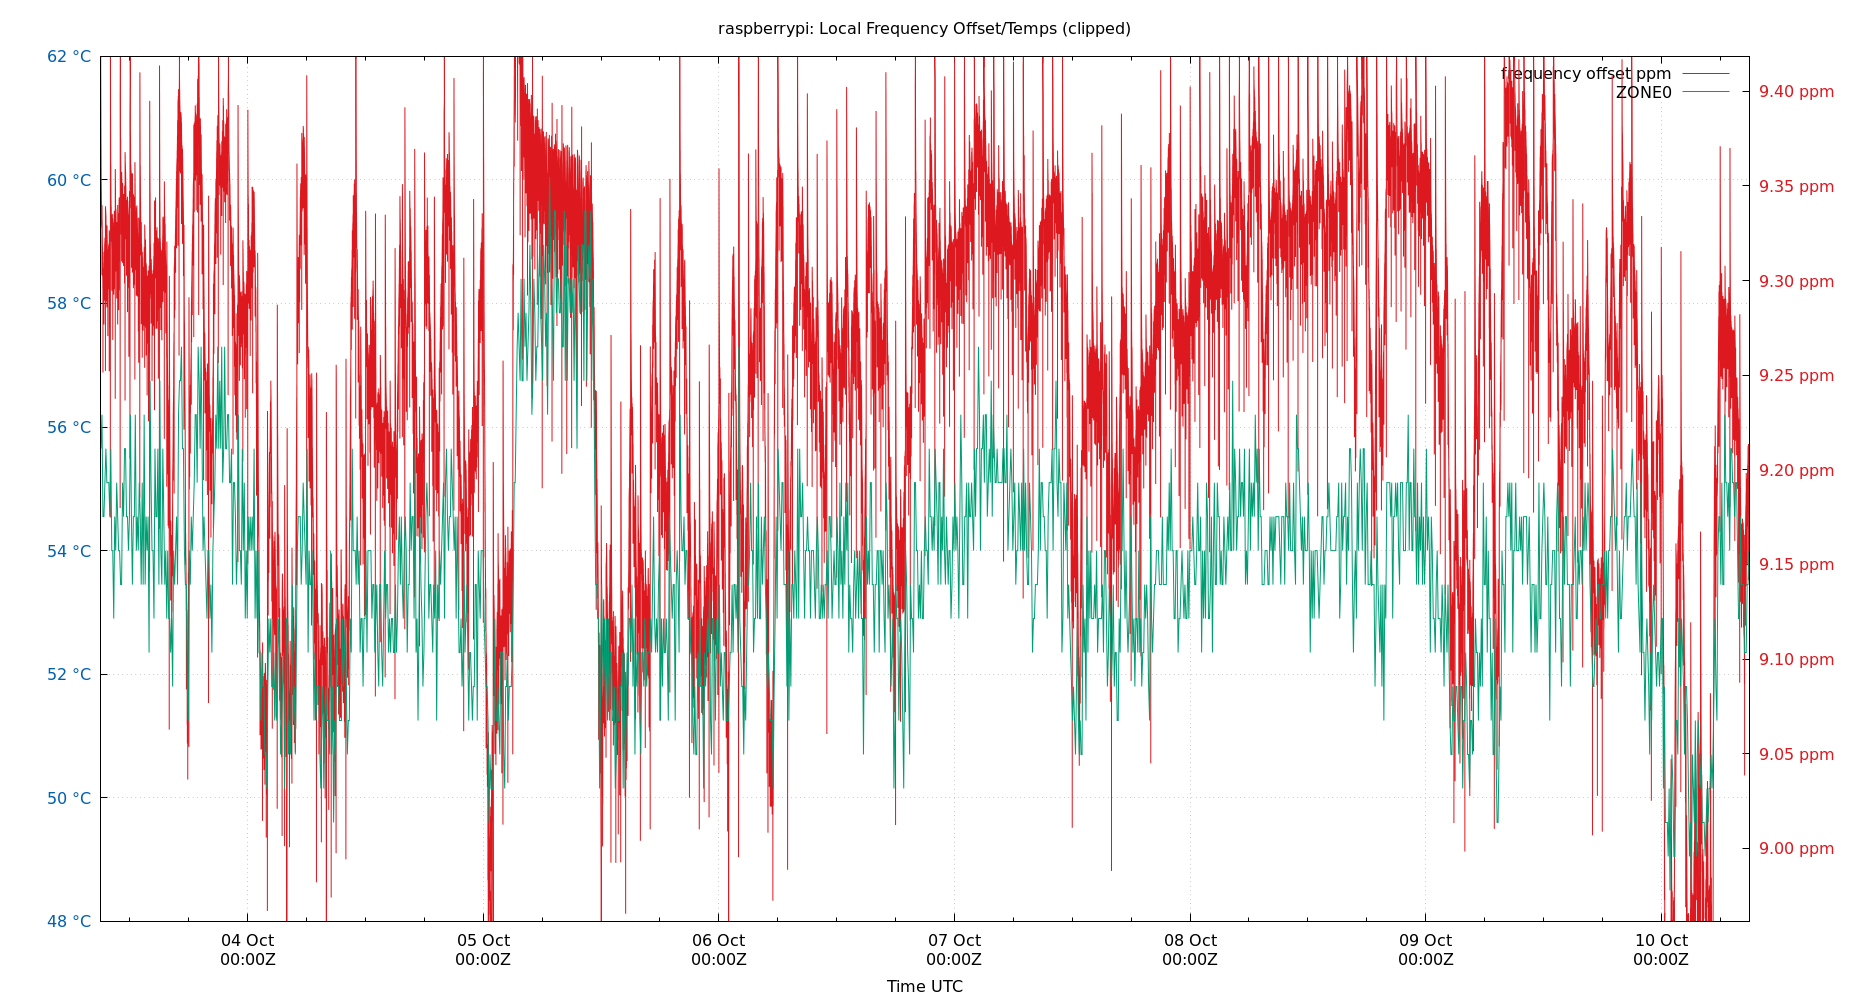 raspberrypi: Local Frequency Offset/Temps (clipped)
62 °C
60 °C
58 °C
56 °C
54 °C
52 °C
50 °C
48 °C
frequency offset ppm
ZONE0
9.40 ppm
9.35 ppm
9.30 ppm
9.25 ppm
9.20 ppm
9.15 ppm
9.10 ppm
9.05 ppm
9.00 ppm
04 Oct
00:00Z
05 Oct
00:00Z
06 Oct
00:00Z
07 Oct
00:00Z
08 Oct
00:00Z
09 Oct
00:00Z
10 Oct
00:00Z
Time UTC